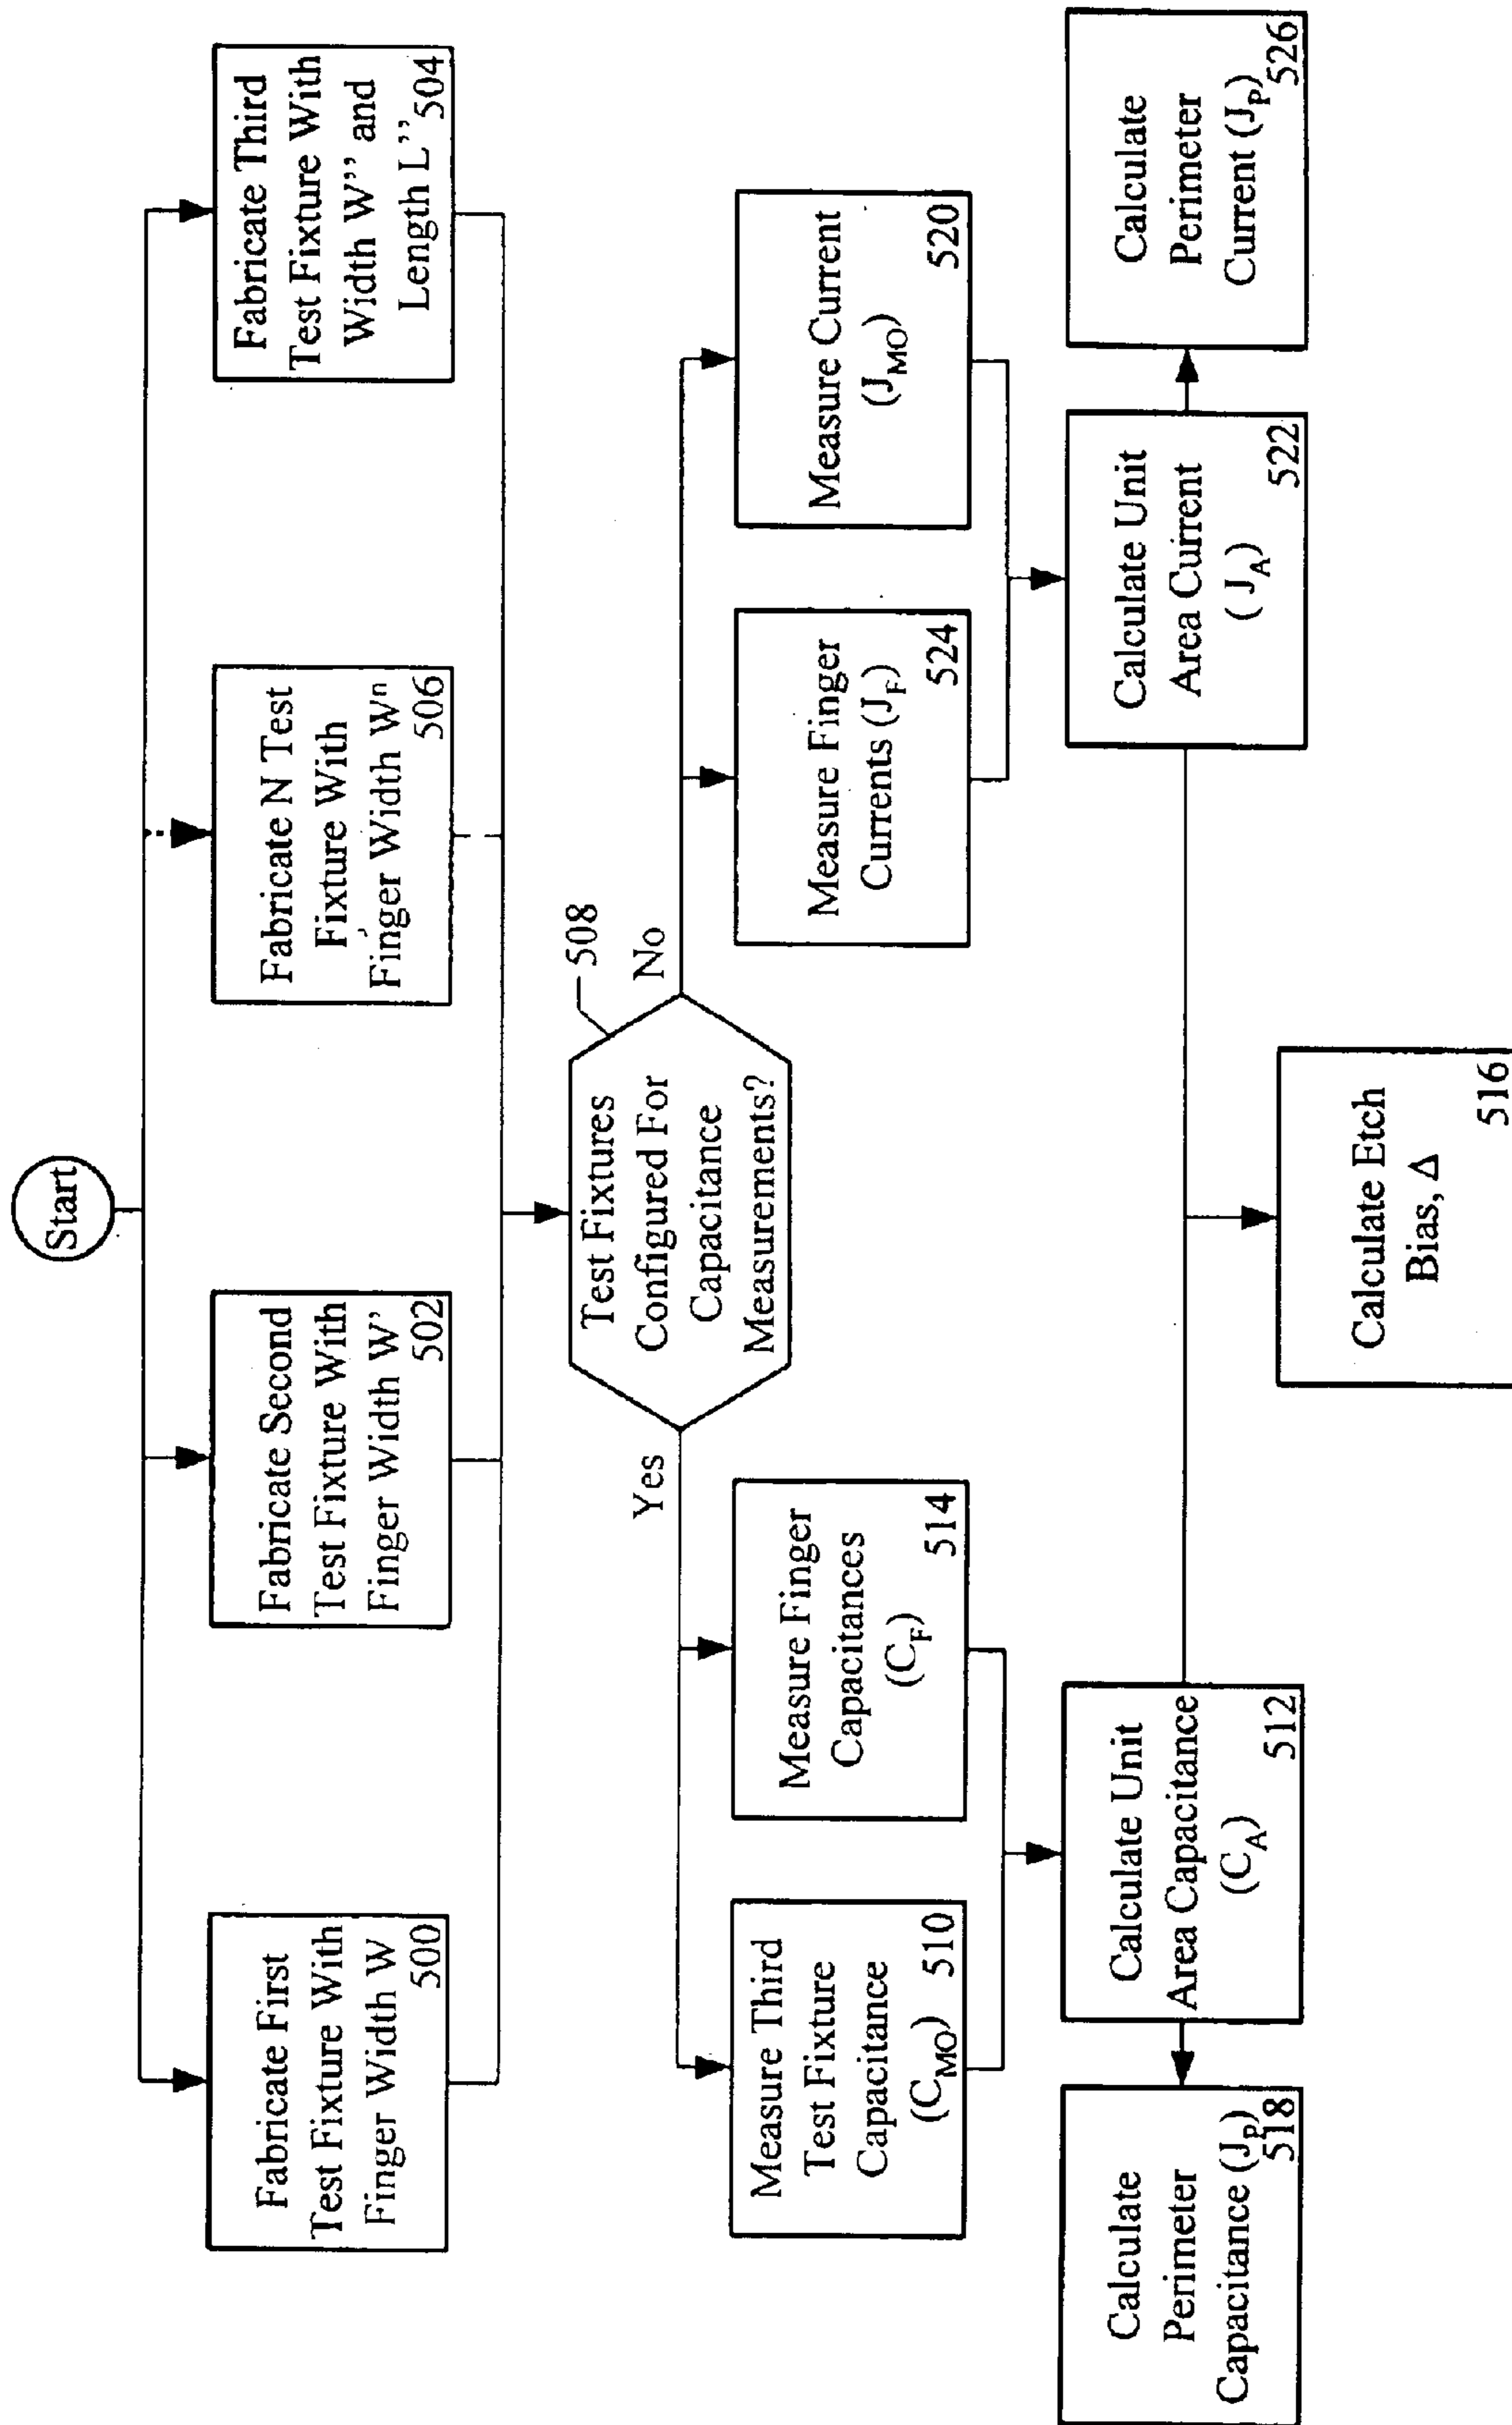 Start
Fabricate First
Test Fixture With
Finger Width W
500
Fabricate Second
Test Fixture With
Finger Width W'
502
Fabricate N Test
Fixture With
Finger Width Wⁿ
506
Fabricate Third
Test Fixture With
Width W'' and
Length L''
504
Test Fixtures
Configured For
Capacitance
Measurements?
508
Yes
No
Measure Third
Test Fixture
Capacitance
(C_MO) 510
Measure Finger
Capacitances
(C_F)
514
Measure Finger
Currents (J_F)
524
Measure Current
(J_MO)
520
Calculate
Perimeter
Capacitance (J_P)
518
Calculate Unit
Area Capacitance
(C_A)
512
Calculate Unit
Area Current
( J_A )
522
Calculate
Perimeter
Current (J_P)
526
Calculate Etch
Bias, Δ
516